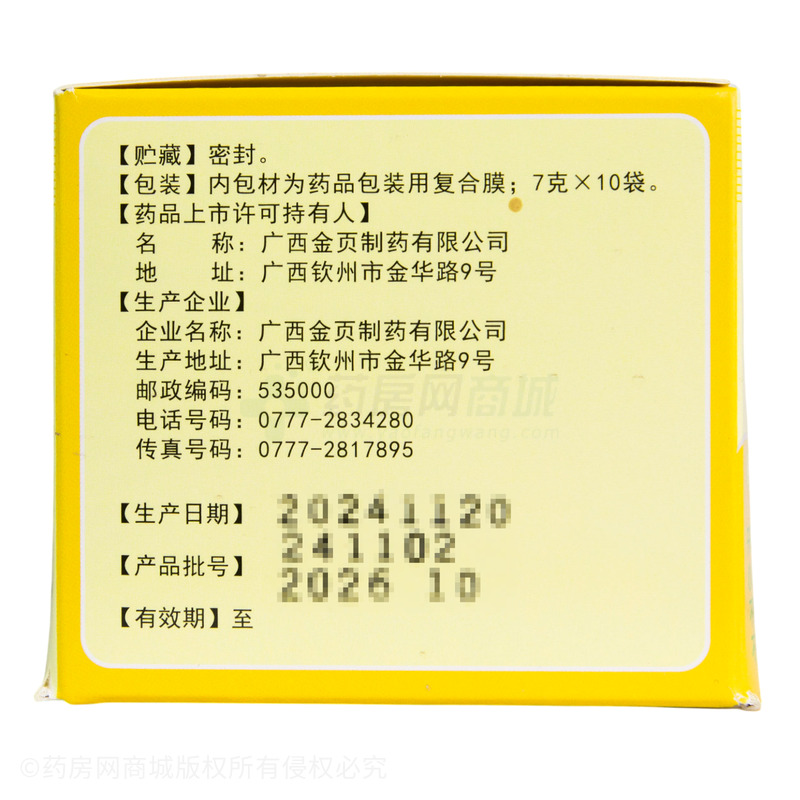 【贮藏】密封。
【包装】内包材为药品包装用复合膜；7克×10袋。
【药品上市许可持有人】
名 称：广西金页制药有限公司
地 址：广西钦州市金华路9号
【生产企业】
企业名称：广西金页制药有限公司
生产地址：广西钦州市金华路9号
邮政编码：535000
电话号码：0777-2834280
传真号码：0777-2817895
药房网商城
【生产日期】 20241120
【产品批号】 241102
【有效期】至 2026 10
©药房网商城版权所有侵权必究